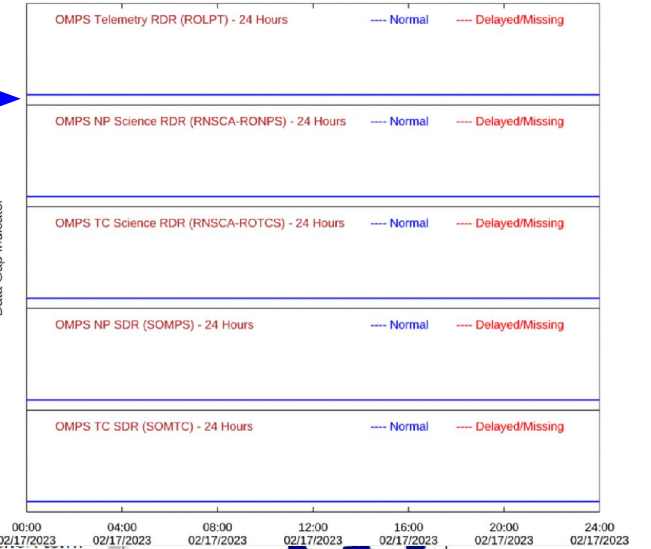 OMPS Telemetry RDR (ROLPT) - 24 Hours ---- Normal ---- Delayed/Missing
OMPS NP Science RDR (RNSCA-RONPS) - 24 Hours ---- Normal ---- Delayed/Missing
OMPS TC Science RDR (RNSCA-ROTCS) - 24 Hours ---- Normal ---- Delayed/Missing
OMPS NP SDR (SOMPS) - 24 Hours ---- Normal ---- Delayed/Missing
OMPS TC SDR (SOMTC) - 24 Hours ---- Normal ---- Delayed/Missing
00:00 04:00 08:00 12:00 16:00 20:00 24:00
02/17/2023 02/17/2023 02/17/2023 02/17/2023 02/17/2023 02/17/2023 02/17/2023